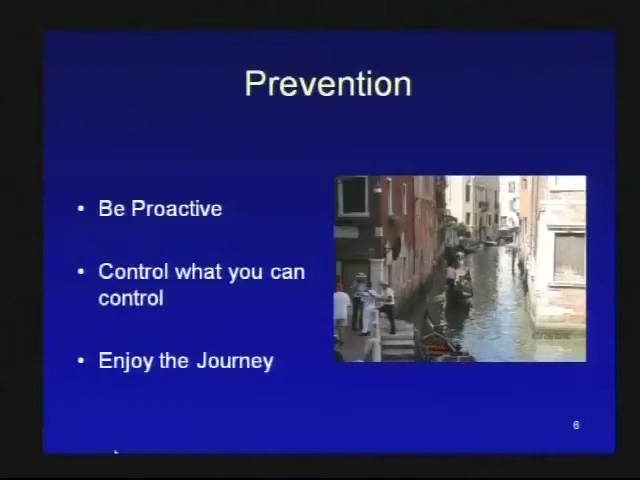 Prevention
• Be Proactive
• Control what you can
control
• Enjoy the Journey
6